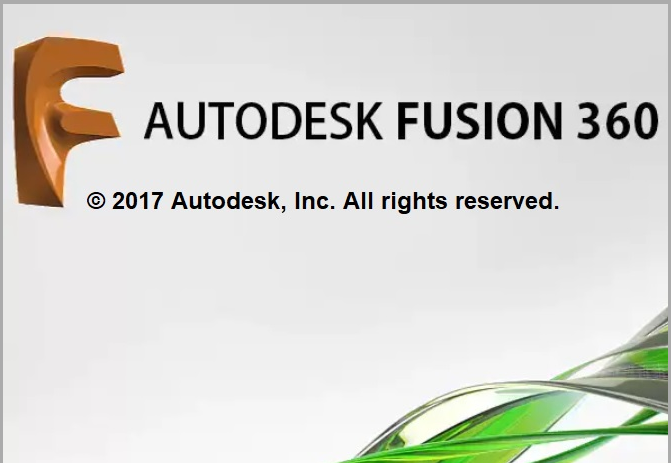 AUTODESK FUSION 360
© 2017 Autodesk, Inc. All rights reserved.